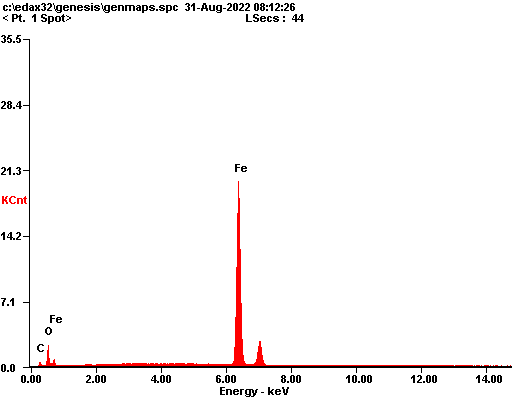 c:\edax32\genesis\genmaps.spc 31-Aug-2022 08:12:26
< Pt. 1 Spot> LSecs : 44
35.5
28.4
21.3
Fe
KCnt
14.2
7.1
Fe
O
C
0.0
0.00 2.00 4.00 6.00 8.00 10.00 12.00 14.00
Energy - keV